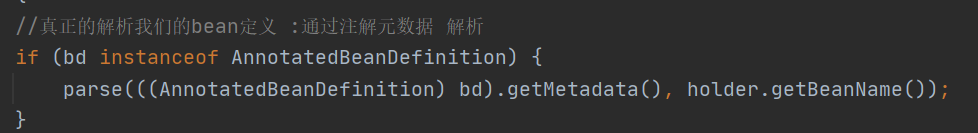 //真正的解析我们的bean定义 :通过注解元数据 解析
if (bd instanceof AnnotatedBeanDefinition) {
    parse(((AnnotatedBeanDefinition) bd).getMetadata(), holder.getBeanName());
}